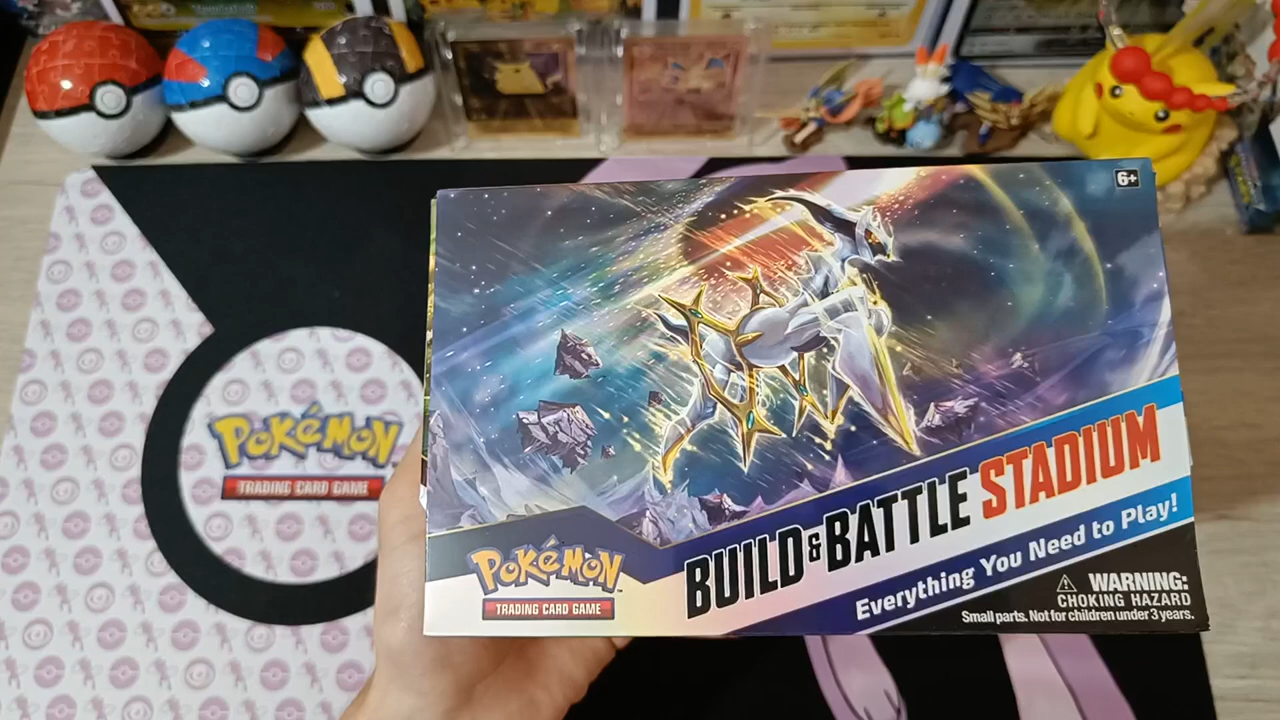 6+
POKéMON
TRADING CARD GAME
BUILD & BATTLE STADIUM
Everything You Need to Play!
POKéMON
TRADING CARD GAME
WARNING:
CHOKING HAZARD
Small parts. Not for children under 3 years.